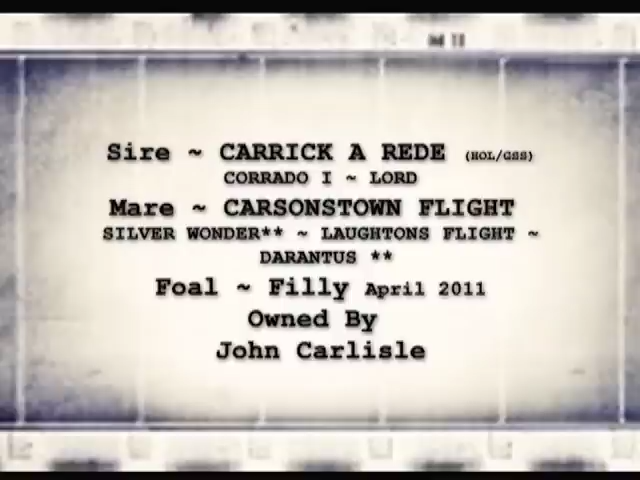 Sire ~ CARRICK A REDE (HOL/GSS)
CORRADO I ~ LORD
Mare ~ CARSONSTOWN FLIGHT
SILVER WONDER** ~ LAUGHTONS FLIGHT ~
DARANTUS **
Foal ~ Filly April 2011
Owned By
John Carlisle